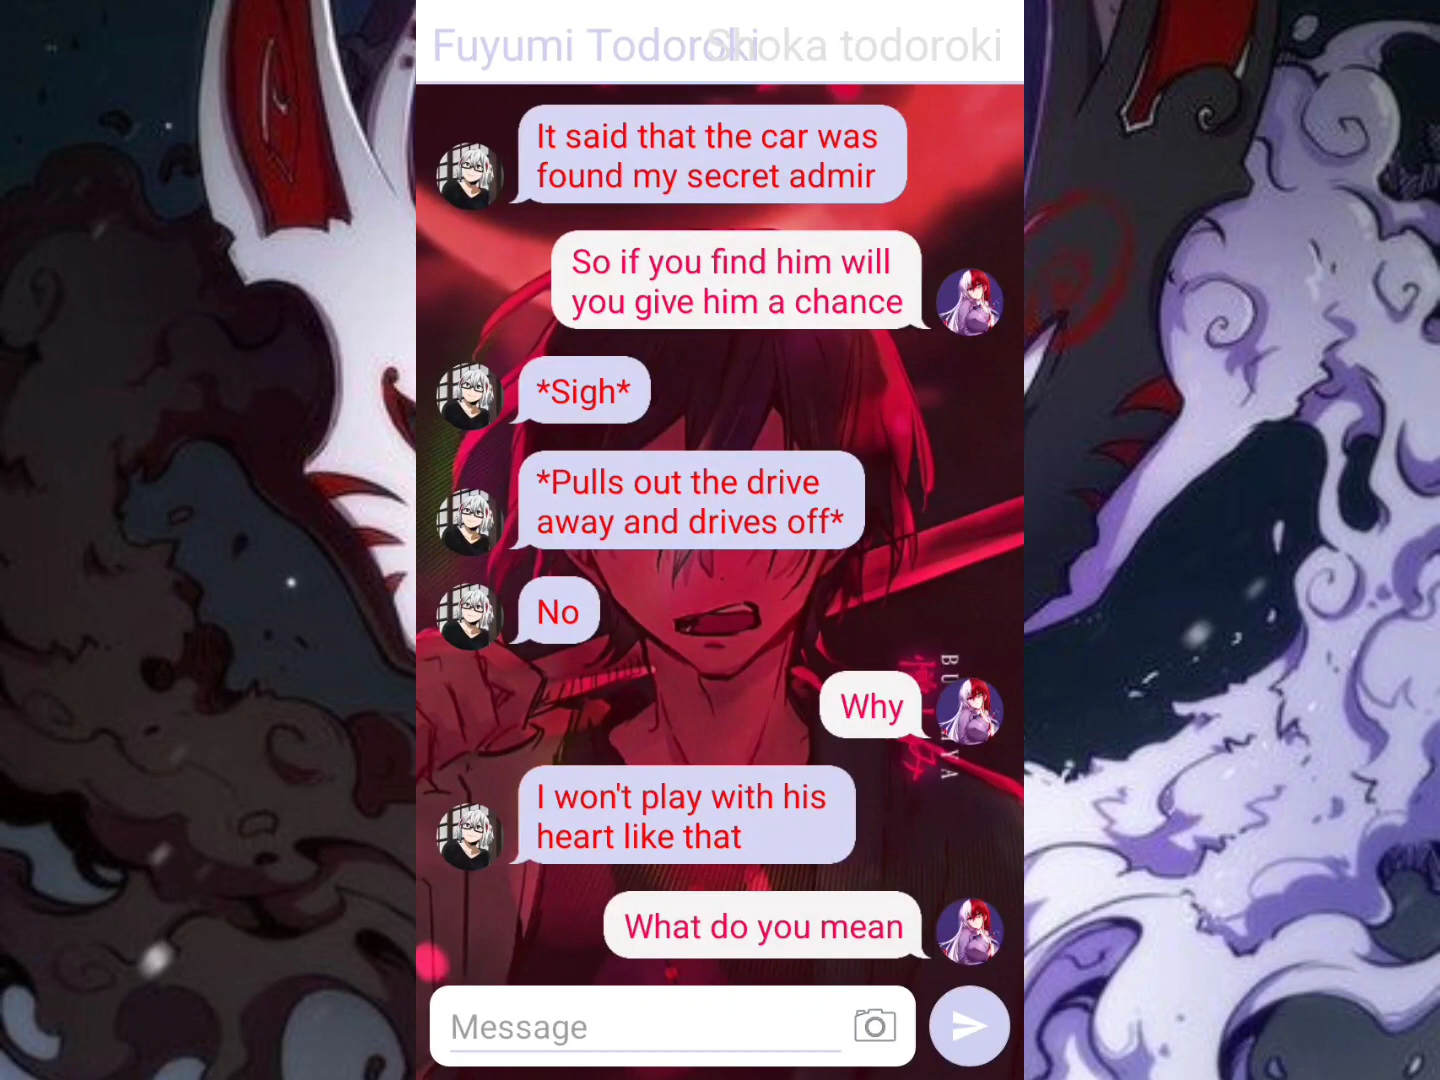 Fuyumi Todoroki
Shoka todoroki
It said that the car was
found my secret admir
So if you find him will
you give him a chance
*Sigh*
*Pulls out the drive
away and drives off*
No
Why
I won't play with his
heart like that
What do you mean
Message